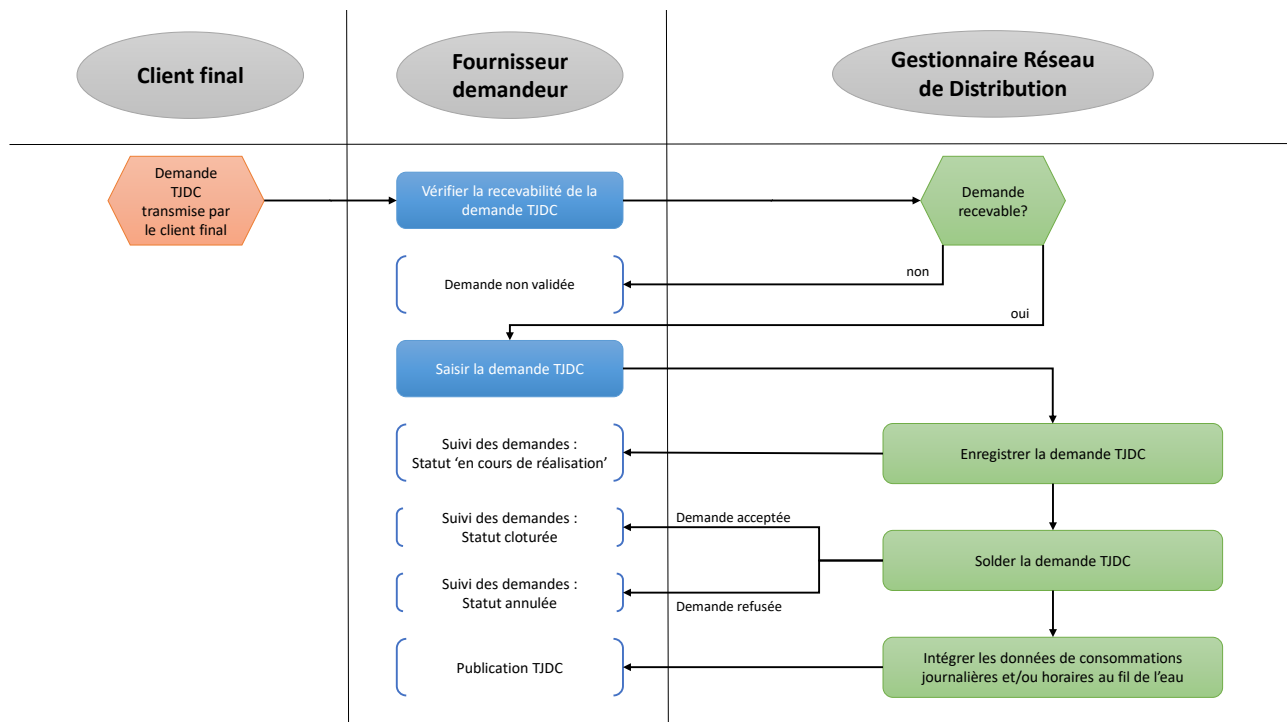 Client final
Fournisseur
demandeur
Gestionnaire Réseau
de Distribution
Demande
TJDC
transmise par
le client final
Vérifier la recevabilité de la
demande TJDC
Demande
recevable?
non
Demande non validée
oui
Saisir la demande TJDC
Suivi des demandes :
Statut ‘en cours de réalisation’
Enregistrer la demande TJDC
Suivi des demandes :
Statut cloturée
Demande acceptée
Solder la demande TJDC
Suivi des demandes :
Statut annulée
Demande refusée
Publication TJDC
Intégrer les données de consommations
journalières et/ou horaires au fil de l’eau